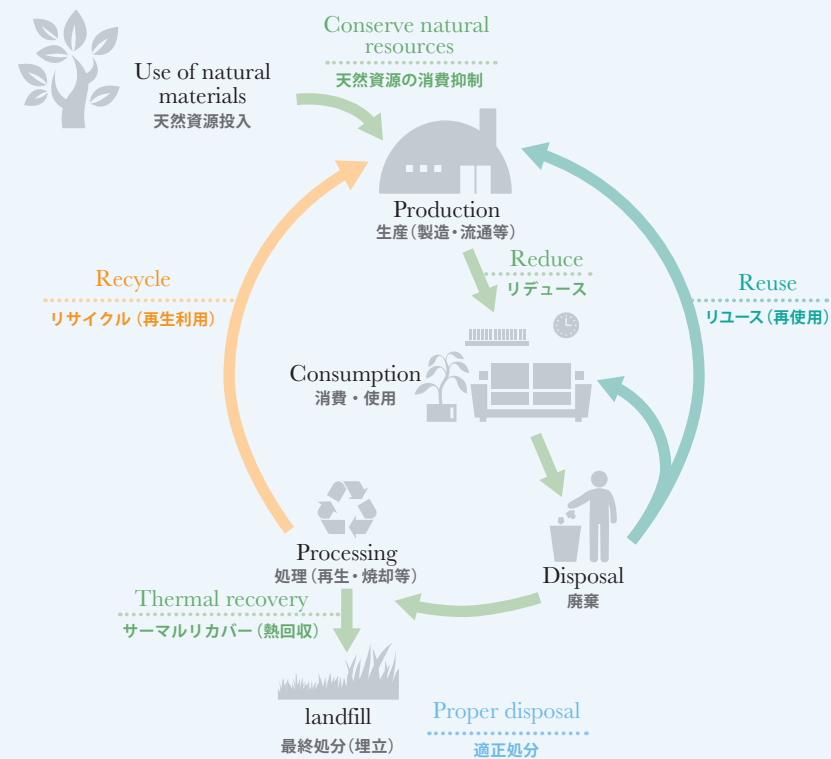 Conserve natural
resources
天然資源の消費抑制
Use of natural
materials
天然資源投入
Production
生産(製造・流通等)
Reduce
リデュース
Recycle
リサイクル(再生利用)
Reuse
リユース(再使用)
Consumption
消費・使用
Processing
処理(再生・焼却等)
Disposal
廃棄
Thermal recovery
サーマルリカバー(熱回収)
landfill
最終処分(埋立)
Proper disposal
適正処分